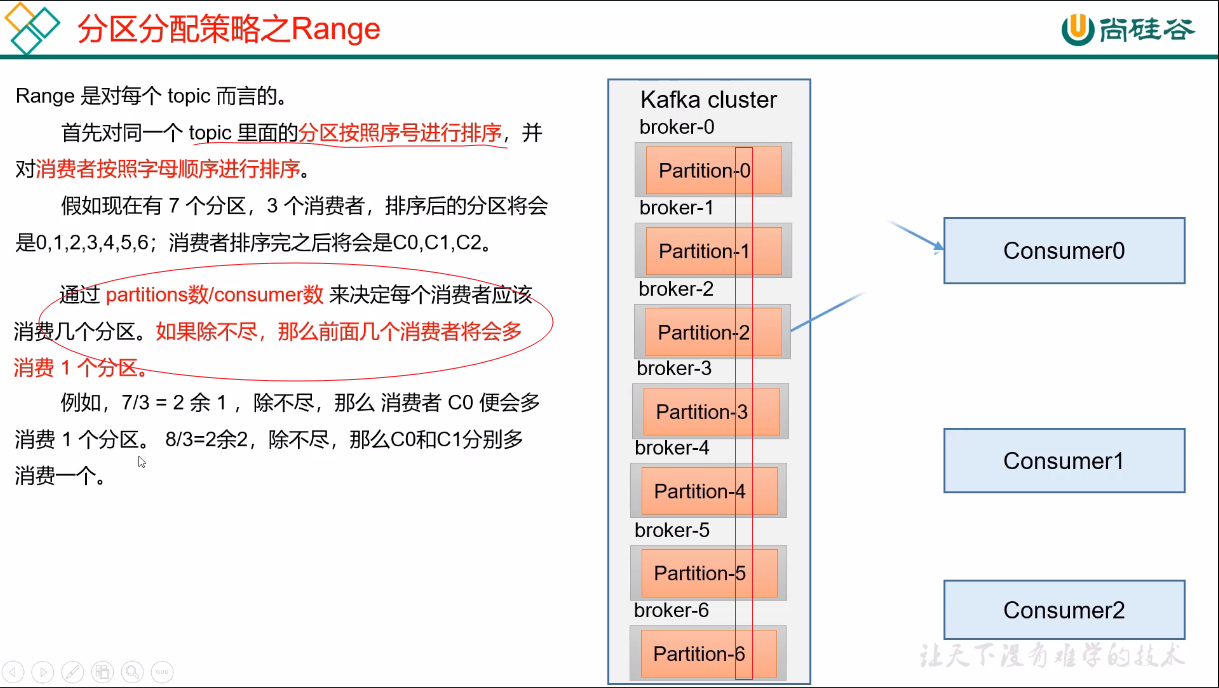 分区分配策略之Range
尚硅谷
Range 是对每个 topic 而言的。
首先对同一个 topic 里面的分区按照序号进行排序，并
对消费者按照字母顺序进行排序。
假如现在有 7 个分区，3 个消费者，排序后的分区将会
是0,1,2,3,4,5,6；消费者排序完之后将会是C0,C1,C2。
通过 partitions数/consumer数 来决定每个消费者应该
消费几个分区。如果除不尽，那么前面几个消费者将会多
消费 1 个分区。
例如，7/3 = 2 余 1 ，除不尽，那么 消费者 C0 便会多
消费 1 个分区。 8/3=2余2，除不尽，那么C0和C1分别多
消费一个。
Kafka cluster
broker-0
Partition-0
broker-1
Partition-1
broker-2
Partition-2
broker-3
Partition-3
broker-4
Partition-4
broker-5
Partition-5
broker-6
Partition-6
Consumer0
Consumer1
Consumer2
让天下没有难学的技术